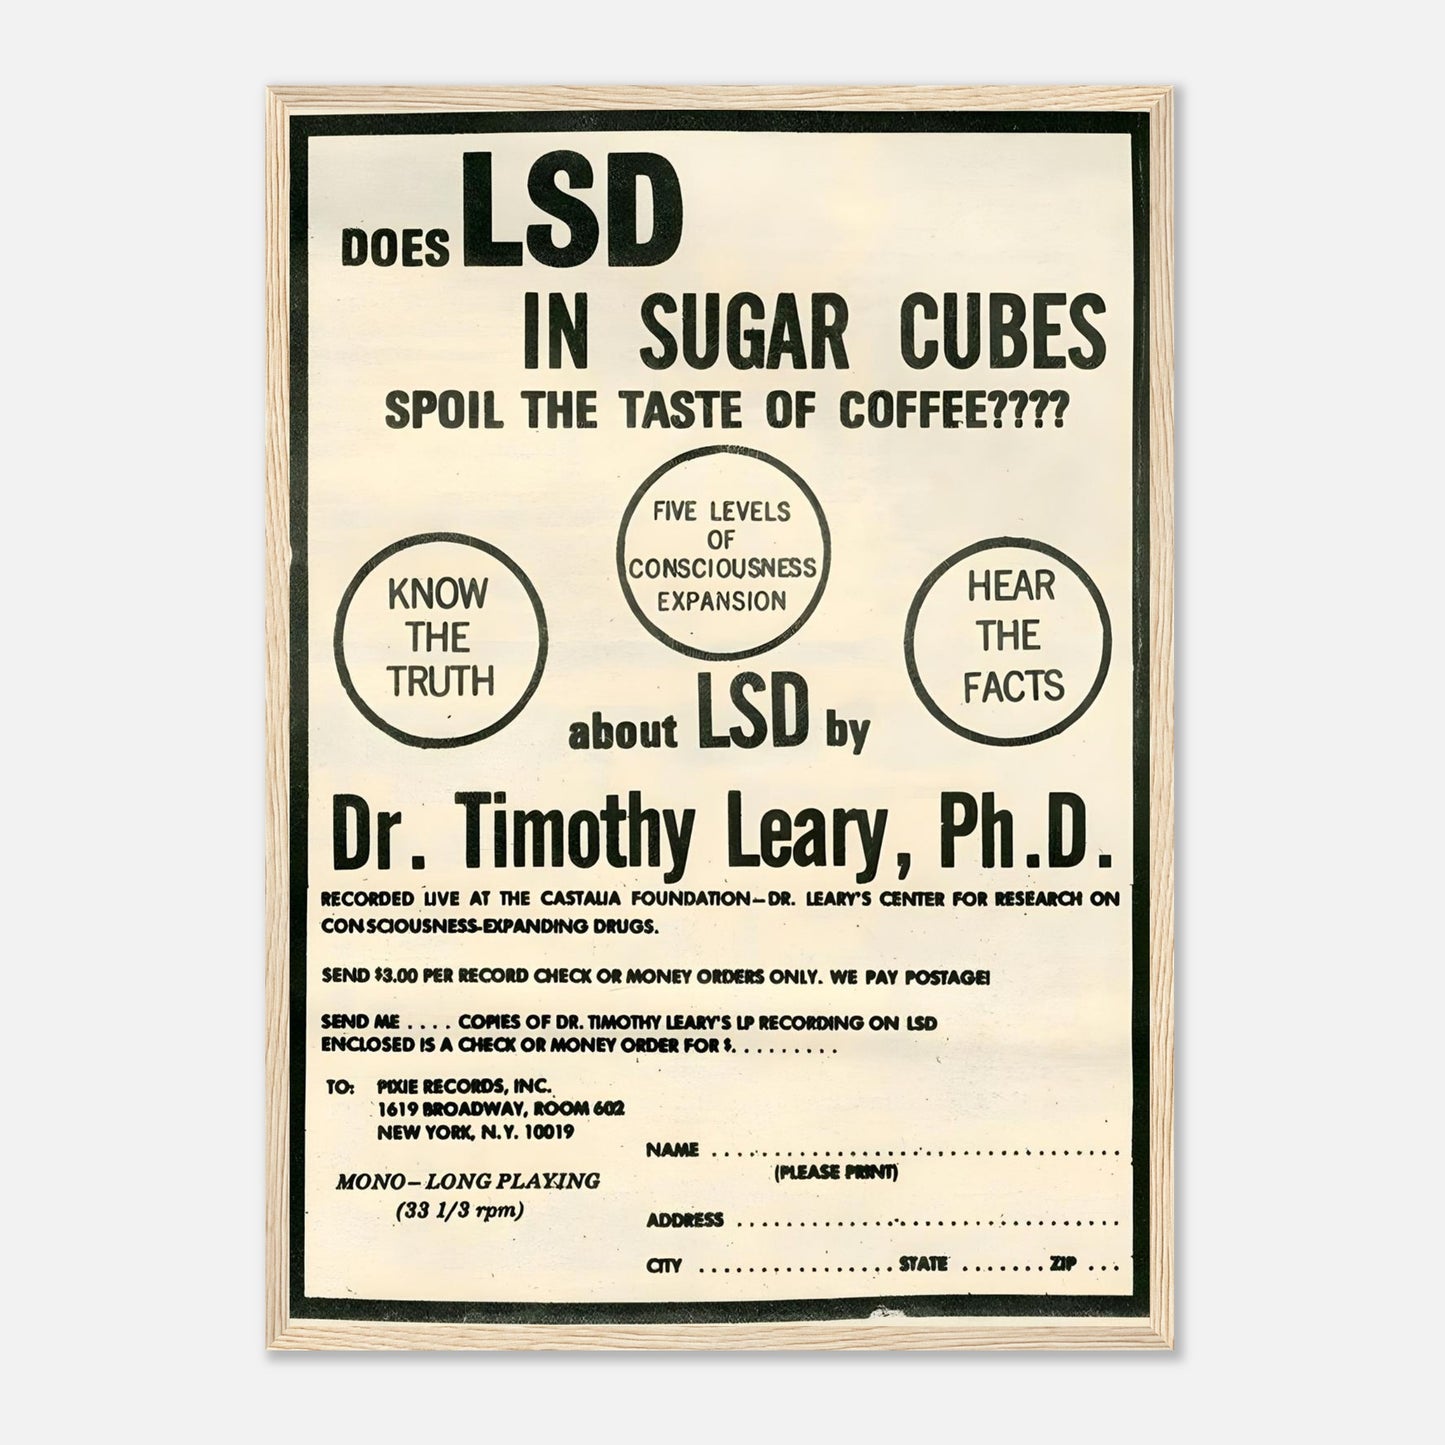 DOES LSD
IN SUGAR CUBES
SPOIL THE TASTE OF COFFEE????
FIVE LEVELS
OF
CONSCIOUSNESS
EXPANSION
KNOW
THE
TRUTH
HEAR
THE
FACTS
about LSD by
Dr. Timothy Leary, Ph.D.
RECORDED LIVE AT THE CASTALIA FOUNDATION–DR. LEARY'S CENTER FOR RESEARCH ON
CONSCIOUSNESS-EXPANDING DRUGS.
SEND $3.00 PER RECORD CHECK OR MONEY ORDERS ONLY. WE PAY POSTAGE!
SEND ME .... COPIES OF DR. TIMOTHY LEARY'S LP RECORDING ON LSD
ENCLOSED IS A CHECK OR MONEY ORDER FOR $.........
TO: PIXIE RECORDS, INC.
1619 BROADWAY, ROOM 602
NEW YORK, N.Y. 10019
MONO–LONG PLAYING
(33 1/3 rpm)
NAME ........................................
(PLEASE PRINT)
ADDRESS .....................................
CITY ................. STATE ....... ZIP ...